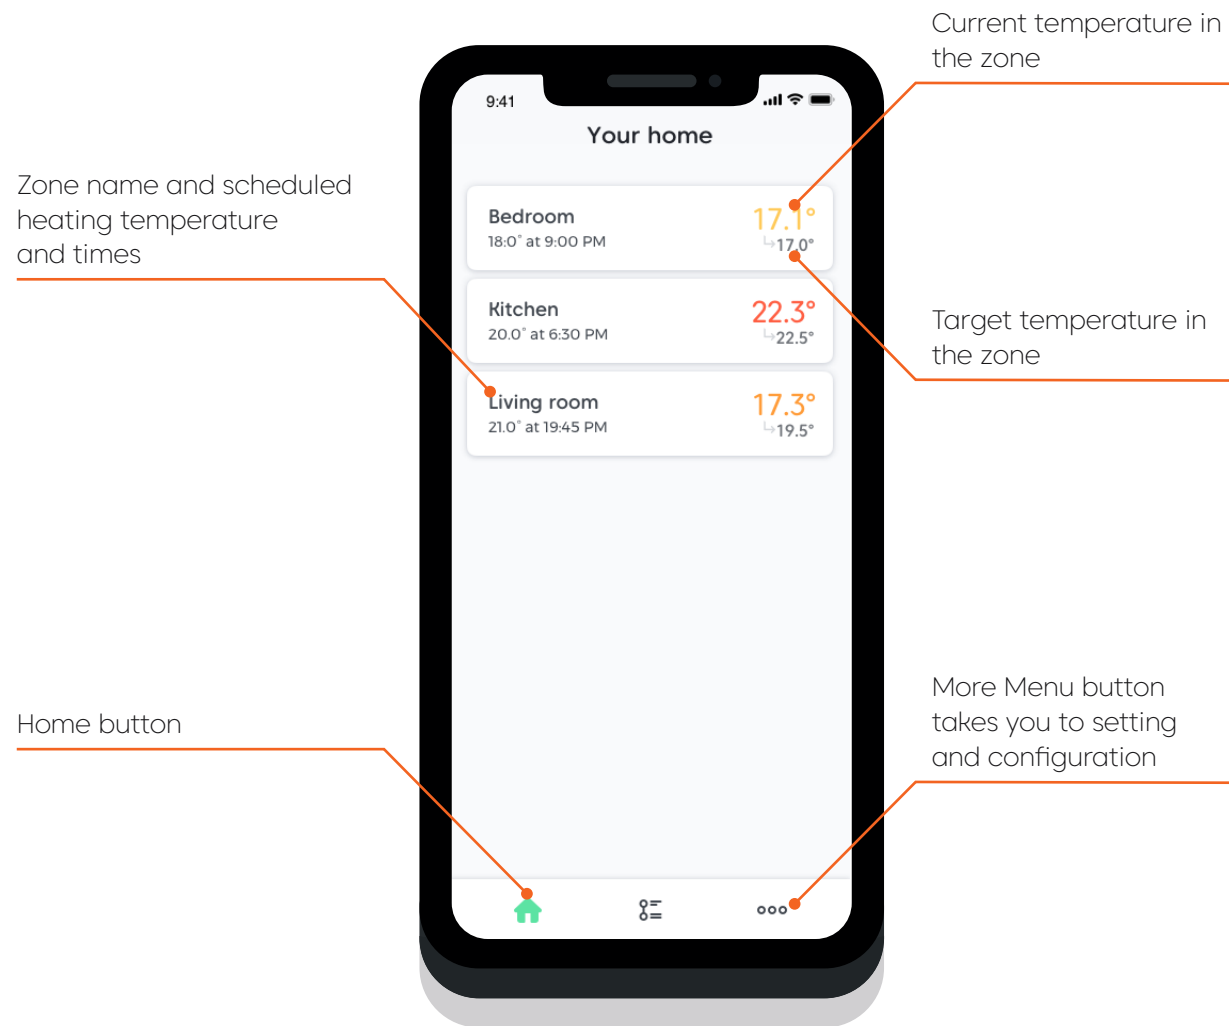 Current temperature in
the zone
9:41
Your home
Zone name and scheduled
heating temperature
and times
Bedroom
18:0° at 9:00 PM
17.1°
17.0°
Kitchen
20.0° at 6:30 PM
22.3°
22.5°
Target temperature in
the zone
Living room
21.0° at 19:45 PM
17.3°
19.5°
More Menu button
takes you to setting
and configuration
Home button